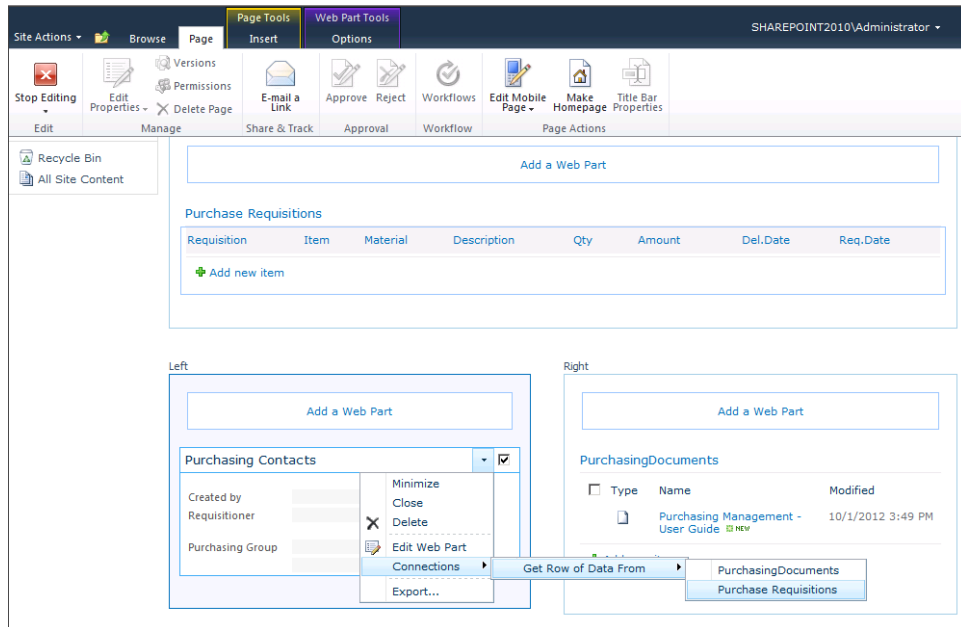 Page Tools
Web Part Tools
Site Actions
Browse
Page
Insert
Options
SHAREPOINT2010\Administrator
Stop Editing
Edit Properties
Versions
Permissions
Delete Page
E-mail a Link
Approve
Reject
Workflows
Edit Mobile Page
Make Homepage
Title Bar Properties
Edit
Manage
Share & Track
Approval
Workflow
Page Actions
Recycle Bin
All Site Content
Add a Web Part
Purchase Requisitions
Requisition Item Material Description Qty Amount Del.Date Req.Date
Add new item
Left
Add a Web Part
Purchasing Contacts
Created by
Requisitioner
Purchasing Group
Minimize
Close
Delete
Edit Web Part
Connections
Export...
Get Row of Data From
PurchasingDocuments
Purchase Requisitions
Right
Add a Web Part
PurchasingDocuments
Type Name Modified
Purchasing Management -
User Guide NEW
10/1/2012 3:49 PM